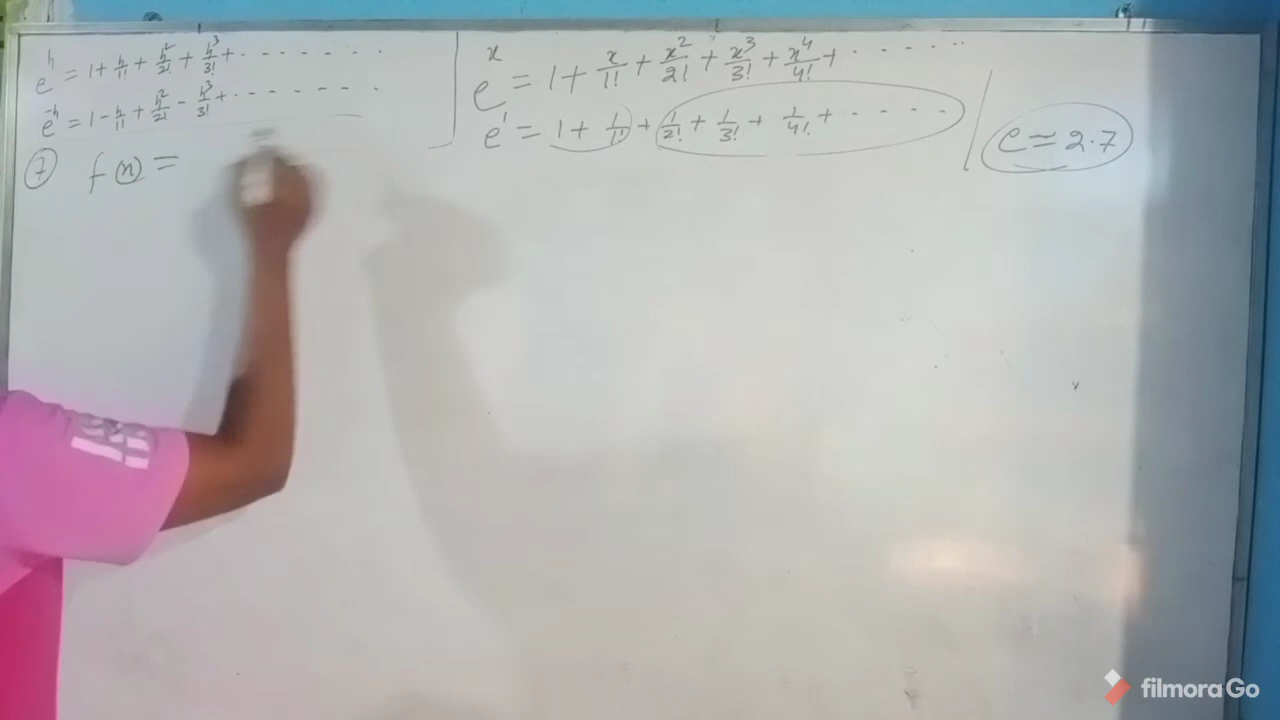 e^h = 1 + h/1! + h²/2! + h³/3! + · · · · · · ·
e^-h = 1 - h/1! + h²/2! - h³/3! + · · · · · · ·
e^x = 1 + x/1! + x²/2! + x³/3! + x⁴/4! + · · · · · ·
e^1 = 1 + 1/1! + 1/2! + 1/3! + 1/4! + · · · · ·
e ≃ 2.7
7 f(x) =
filmoraGo